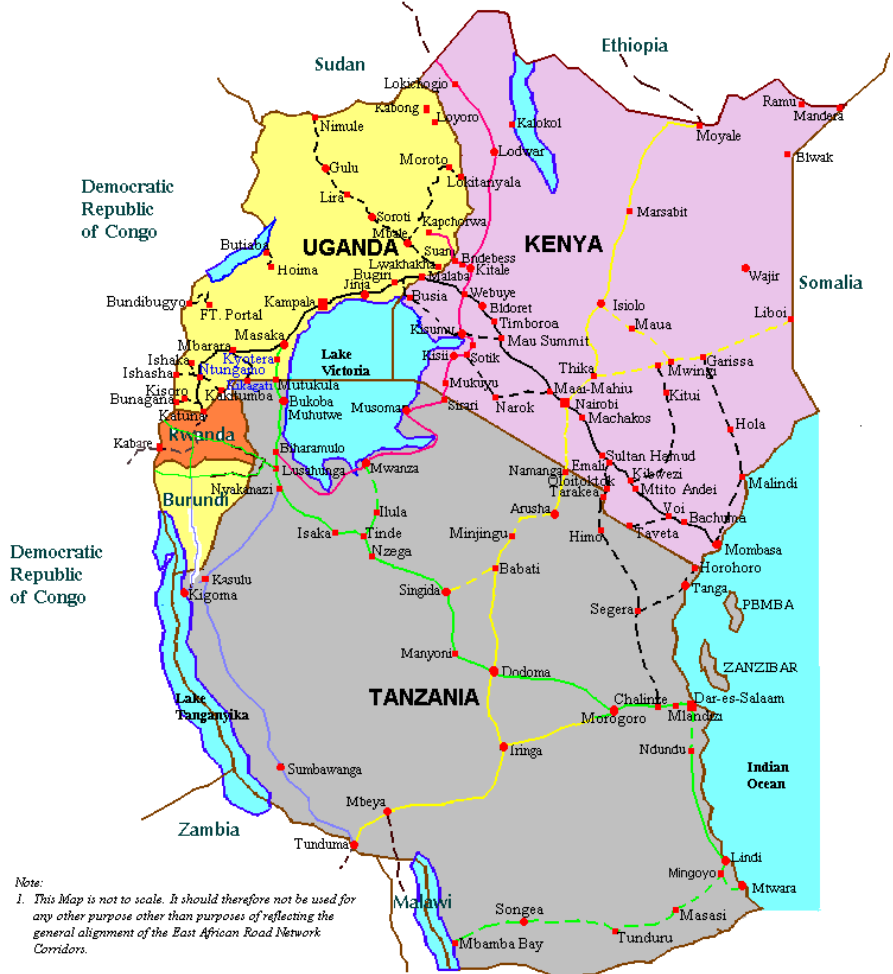 Ethiopia
Sudan
Lokichogio
Kabong
Loyoro
Kalokol
Ramu
Mandera
Nimule
Moyale
Lodwar
Blwak
Gulu
Moroto
Lokitanyala
Democratic
Republic
of Congo
Lira
Marsabit
Soroti
Kapchorwa
Mbale
Butiaba
UGANDA
KENYA
Suam
Endebess
Hoima
Lwakhakha
Kitale
Wajir
Bugiri
Malaba
Somalia
Jinja
Bundibugyo
Kampala
Busia
Webuye
FT. Portal
Eldoret
Isiolo
Liboi
Timboroa
Maua
Masaka
Kisumu
Mau Summit
Mbarara
Lake
Victoria
Kyotera
Kisii
Sotik
Ishaka
Ntungamo
Thika
Garissa
Mwingi
Ishasha
Kikagati
Mutukula
Mukuyu
Maai-Mahiu
Kisoro
Kakitumba
Kitui
Bunagana
Bukoba
Sirari
Narok
Nairobi
Katuna
Muhutwe
Musoma
Machakos
Rwanda
Hola
Kabare
Biharamulo
Sultan Hamud
Emali
Lusahunga
Mwanza
Namanga
Kibwezi
Oloitoktok
Malindi
Nyakanazi
Tarakea
Mtito Andei
Burundi
Arusha
Voi
Ilula
Bachuma
Isaka
Tinde
Minjingu
Himo
Taveta
Nzega
Mombasa
Democratic
Republic
of Congo
Babati
Horohoro
Kasulu
Kigoma
Singida
Tanga
PBMBA
Segera
Manyoni
Dodoma
ZANZIBAR
TANZANIA
Chalinze
Dar-es-Salaam
Lake
Tanganyika
Morogoro
Mlandizi
Iringa
Ndundu
Indian
Ocean
Sumbawanga
Mbeya
Zambia
Tunduma
Lindi
Mingoyo
Mtwara
Malawi
Songea
Masasi
Mbamba Bay
Tunduru
Note:
1. This Map is not to scale. It should therefore not be used for
any other purpose other than purposes of reflecting the
general alignment of the East African Road Network
Corridors.